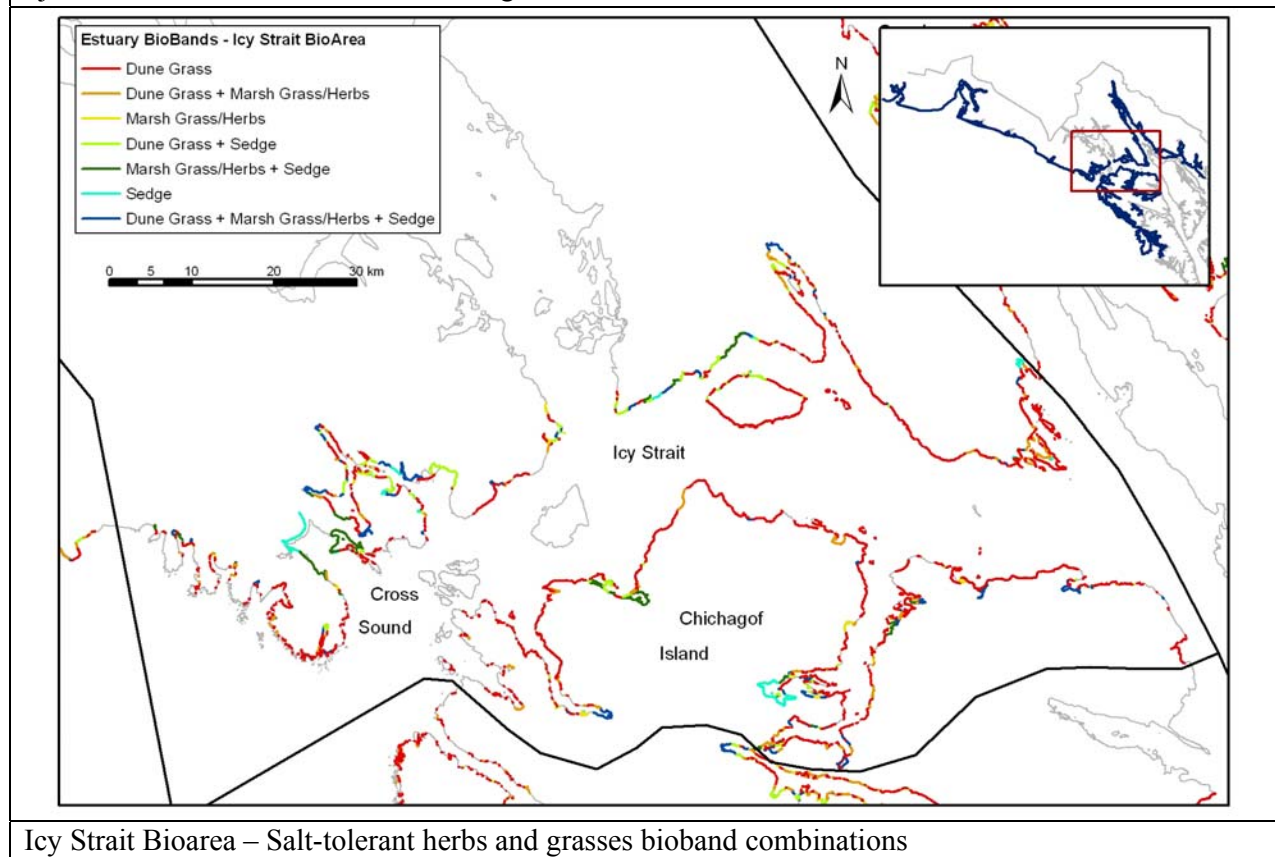 Estuary BioBands - Icy Strait BioArea
Dune Grass
Dune Grass + Marsh Grass/Herbs
Marsh Grass/Herbs
Dune Grass + Sedge
Marsh Grass/Herbs + Sedge
Sedge
Dune Grass + Marsh Grass/Herbs + Sedge
0 5 10 20 30 km
N
Icy Strait
Cross
Sound
Chichagof
Island
Icy Strait Bioarea – Salt-tolerant herbs and grasses bioband combinations